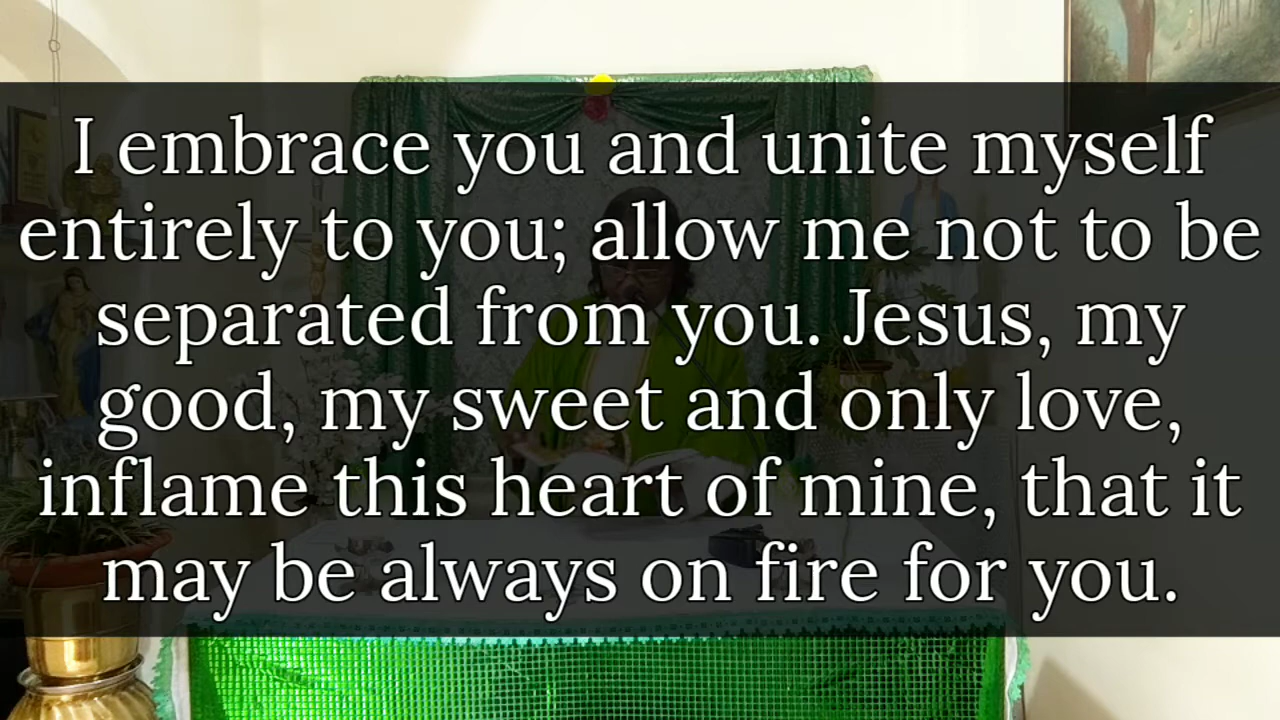 I embrace you and unite myself
entirely to you; allow me not to be
separated from you. Jesus, my
good, my sweet and only love,
inflame this heart of mine, that it
may be always on fire for you.